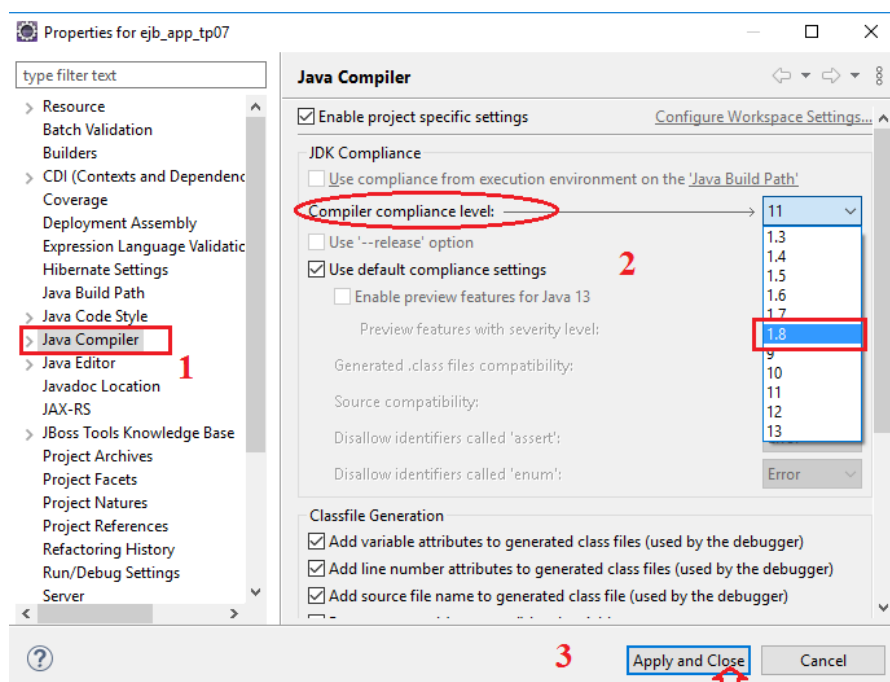 Properties for ejb_app_tp07
type filter text
Resource
Batch Validation
Builders
CDI (Contexts and Dependenc
Coverage
Deployment Assembly
Expression Language Validatic
Hibernate Settings
Java Build Path
Java Code Style
Java Compiler
1
Java Editor
Javadoc Location
JAX-RS
JBoss Tools Knowledge Base
Project Archives
Project Facets
Project Natures
Project References
Refactoring History
Run/Debug Settings
Server
Java Compiler
Enable project specific settings Configure Workspace Settings...
JDK Compliance
Use compliance from execution environment on the 'Java Build Path'
Compiler compliance level: 11
Use '--release' option
Use default compliance settings
2
Enable preview features for Java 13
Preview features with severity level:
Generated .class files compatibility:
Source compatibility:
Disallow identifiers called 'assert':
Disallow identifiers called 'enum': Error
1.3
1.4
1.5
1.6
1.7
1.8
9
10
11
12
13
Classfile Generation
Add variable attributes to generated class files (used by the debugger)
Add line number attributes to generated class files (used by the debugger)
Add source file name to generated class file (used by the debugger)
?
3
Apply and Close
Cancel